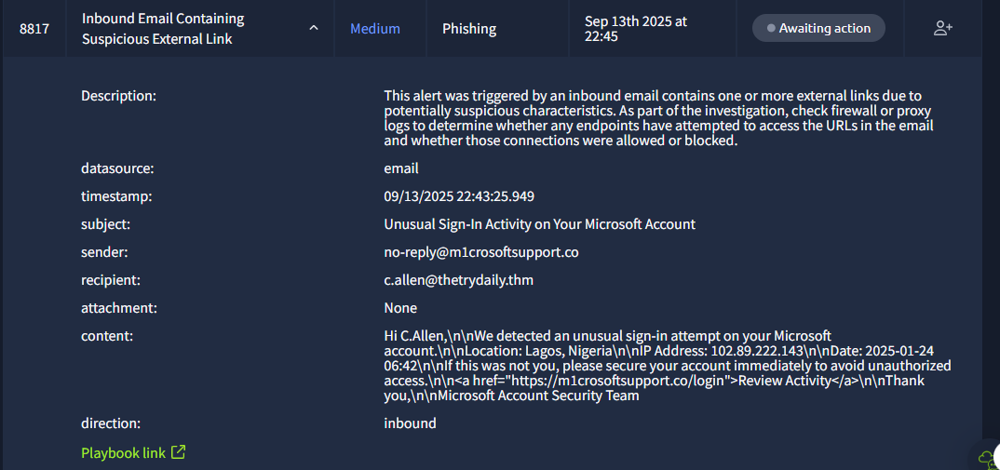 8817
Inbound Email Containing
Suspicious External Link
Medium
Phishing
Sep 13th 2025 at
22:45
Awaiting action
Description:
This alert was triggered by an inbound email contains one or more external links due to
potentially suspicious characteristics. As part of the investigation, check firewall or proxy
logs to determine whether any endpoints have attempted to access the URLs in the email
and whether those connections were allowed or blocked.
datasource:
email
timestamp:
09/13/2025 22:43:25.949
subject:
Unusual Sign-In Activity on Your Microsoft Account
sender:
no-reply@m1crosoftsupport.co
recipient:
c.allen@thetrydaily.thm
attachment:
None
content:
Hi C.Allen,\n\nWe detected an unusual sign-in attempt on your Microsoft
account.\n\nLocation: Lagos, Nigeria\n\nIP Address: 102.89.222.143\n\nDate: 2025-01-24
06:42\n\nIf this was not you, please secure your account immediately to avoid unauthorized
access.\n\n<a href="https://m1crosoftsupport.co/login">Review Activity</a>\n\nThank
you,\n\nMicrosoft Account Security Team
direction:
inbound
Playbook link